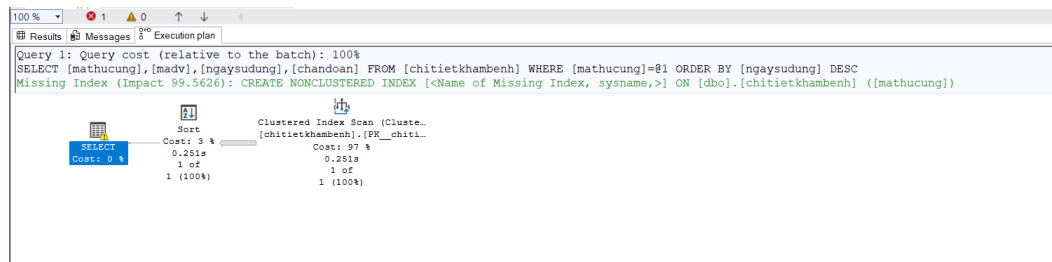 100 % 1 0
Results Messages Execution plan
Query 1: Query cost (relative to the batch): 100%
SELECT [mathucung],[madv],[ngaysudung],[chandoan] FROM [chitietkhambenh] WHERE [mathucung]=@1 ORDER BY [ngaysudung] DESC
Missing Index (Impact 99.5626): CREATE NONCLUSTERED INDEX [<Name of Missing Index, sysname,>] ON [dbo].[chitietkhambenh] ([mathucung])
SELECT
Cost: 0 %
Sort
Cost: 3 %
0.251s
1 of
1 (100%)
Clustered Index Scan (Cluste…
[chitietkhambenh].[PK__chiti…
Cost: 97 %
0.251s
1 of
1 (100%)